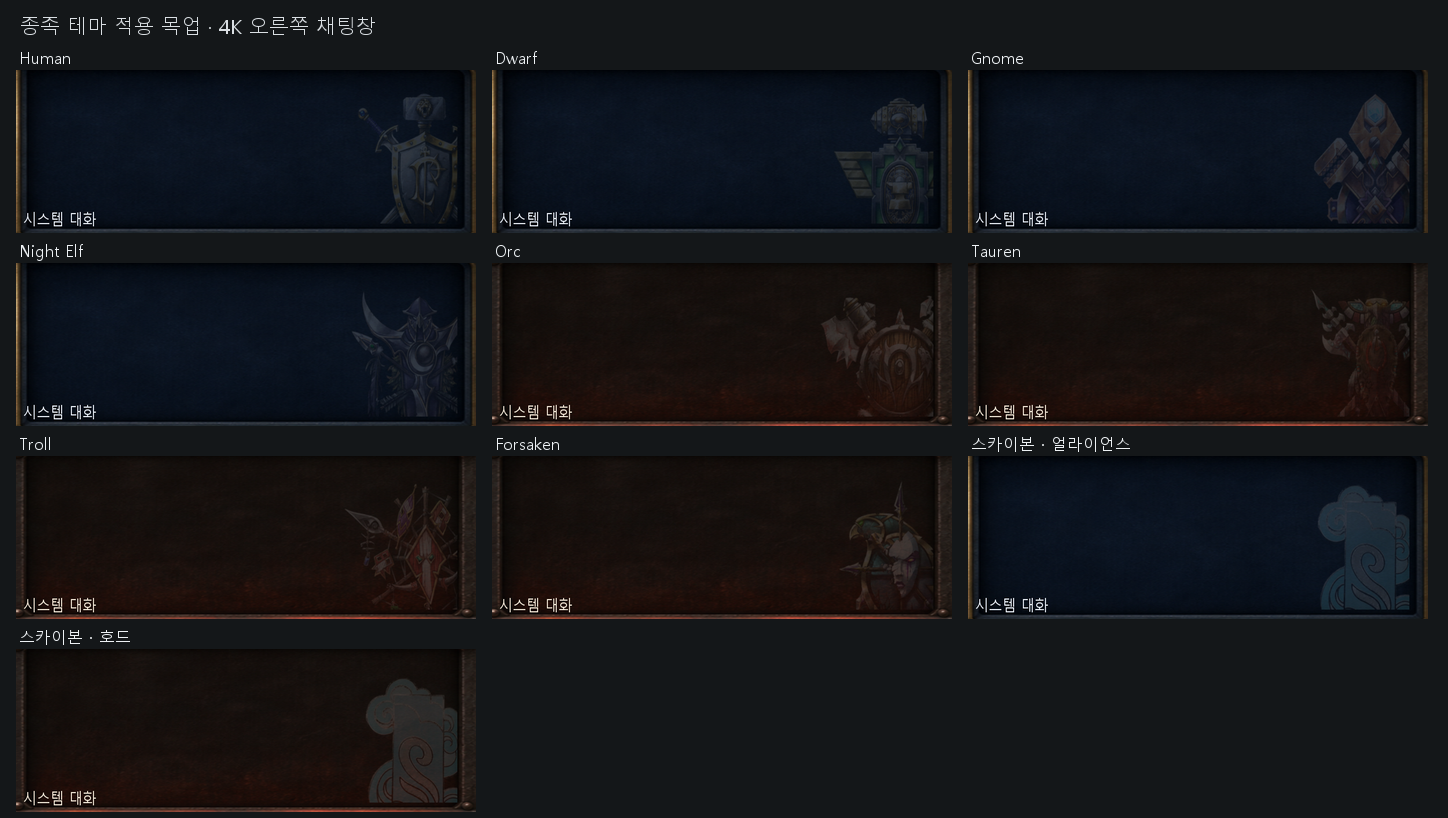 종족 테마 적용 목업 · 4K 오른쪽 채팅창
Human
Dwarf
Gnome
시스템 대화
시스템 대화
시스템 대화
Night Elf
Orc
Tauren
시스템 대화
시스템 대화
시스템 대화
Troll
Forsaken
스카이본 · 얼라이언스
시스템 대화
시스템 대화
시스템 대화
스카이본 · 호드
시스템 대화